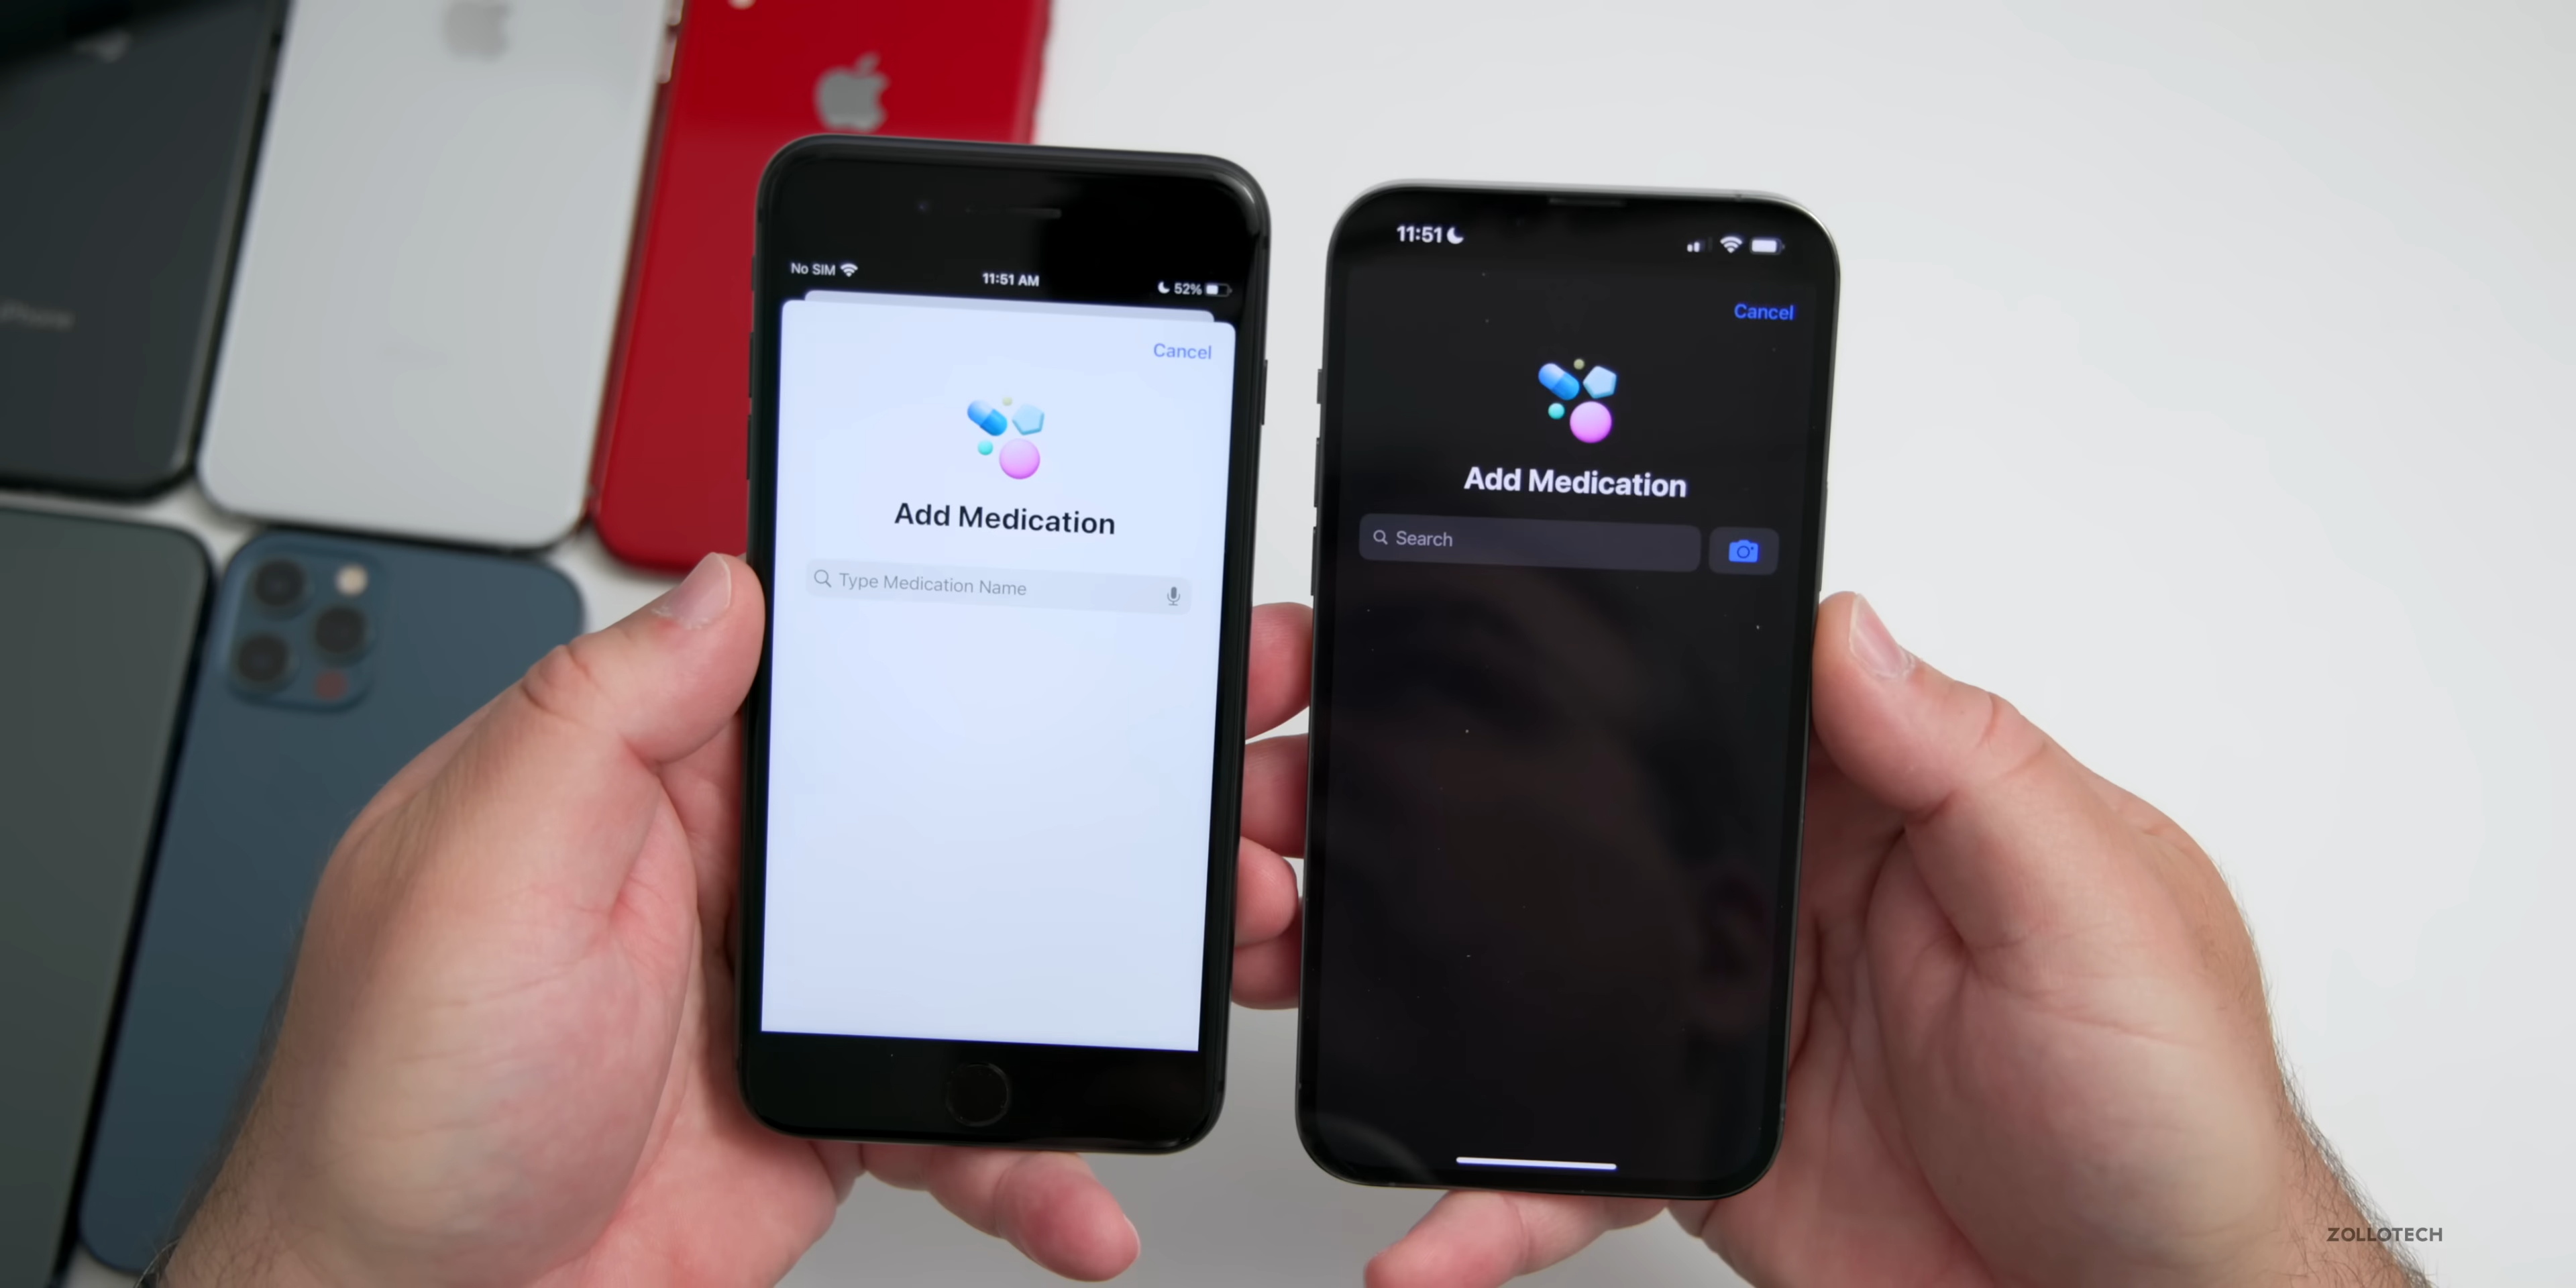 iPhone
No SIM
11:51 AM
52%
Cancel
Add Medication
Type Medication Name
11:51
Cancel
Add Medication
Search
ZOLLOTECH